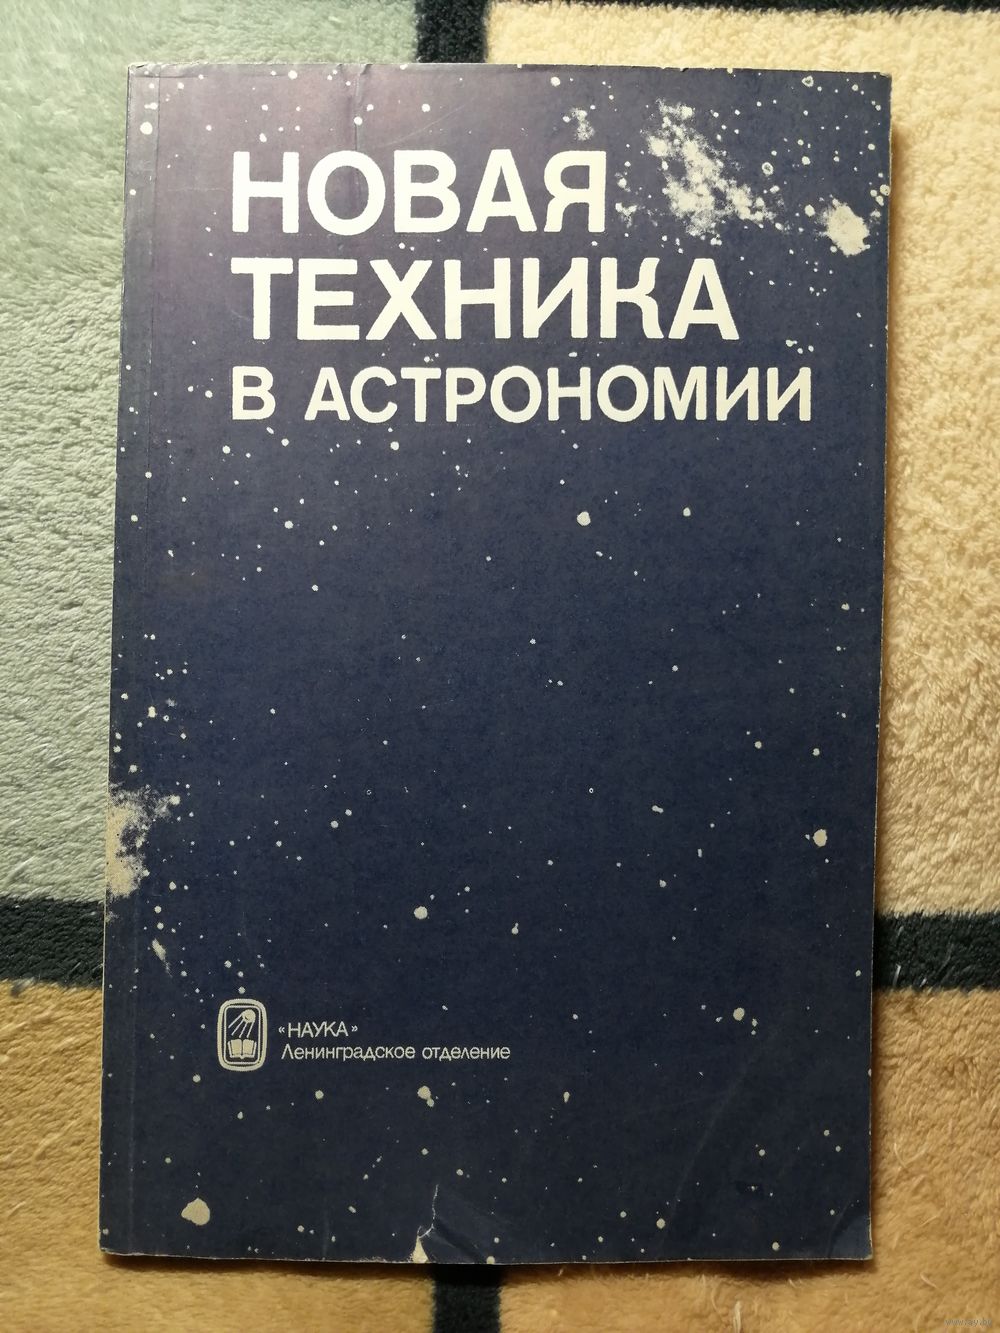 НОВАЯ
ТЕХНИКА
В АСТРОНОМИИ
«НАУКА»
Ленинградское отделение